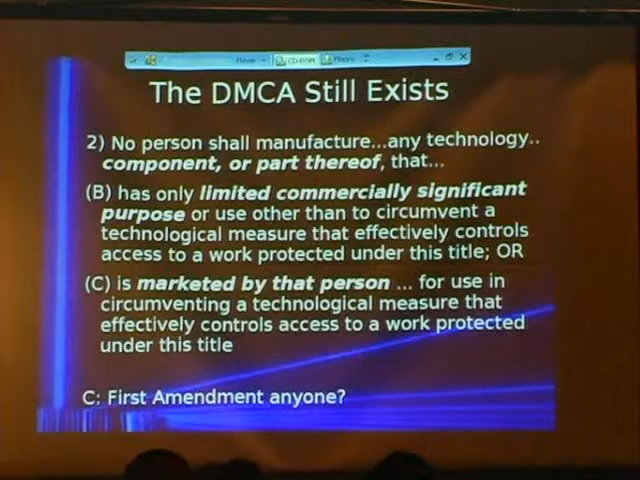 CD-ROM
The DMCA Still Exists
2) No person shall manufacture...any technology..
component, or part thereof, that...
(B) has only limited commercially significant
purpose or use other than to circumvent a
technological measure that effectively controls
access to a work protected under this title; OR
(C) is marketed by that person ... for use in
circumventing a technological measure that
effectively controls access to a work protected
under this title
C: First Amendment anyone?